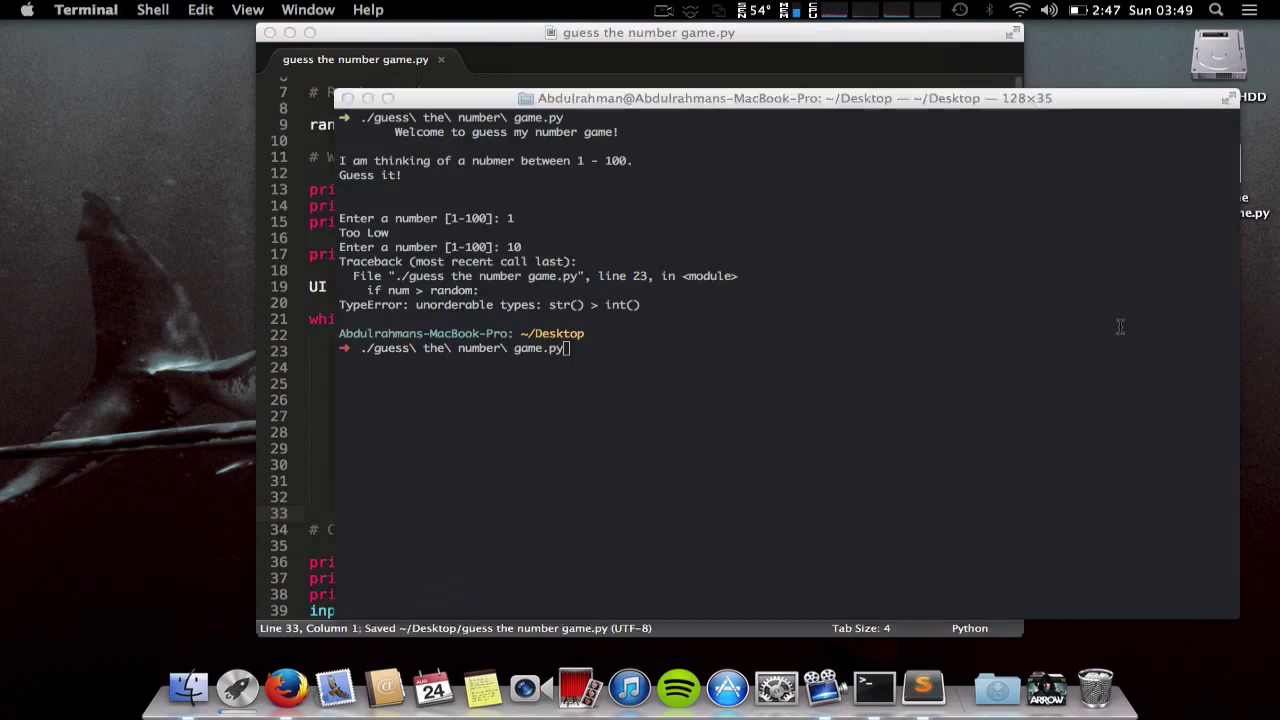 Terminal Shell Edit View Window Help
54° 2:47 Sun 03:49
guess the number game.py
guess the number game.py ×
Abdulrahman@Abdulrahmans-MacBook-Pro: ~/Desktop — ~/Desktop — 128×35
HDD
➜ ./guess\ the\ number\ game.py
Welcome to guess my number game!
I am thinking of a nubmer between 1 - 100.
Guess it!
Enter a number [1-100]: 1
Too Low
Enter a number [1-100]: 10
Traceback (most recent call last):
File "./guess the number game.py", line 23, in <module>
if num > random:
TypeError: unorderable types: str() > int()
Abdulrahmans-MacBook-Pro: ~/Desktop
➜ ./guess\ the\ number\ game.py
7 #
8
9 ran
10
11 # W
12
13 pri
14 pri
15 pri
16
17 pri
18
19 UI
20
21 whi
22
23
24
25
26
27
28
29
30
31
32
33
34 # C
35
36 pri
37 pri
38 pri
39 inp
Line 33, Column 1; Saved ~/Desktop/guess the number game.py (UTF-8) Tab Size: 4 Python
AUG
24
ARROW